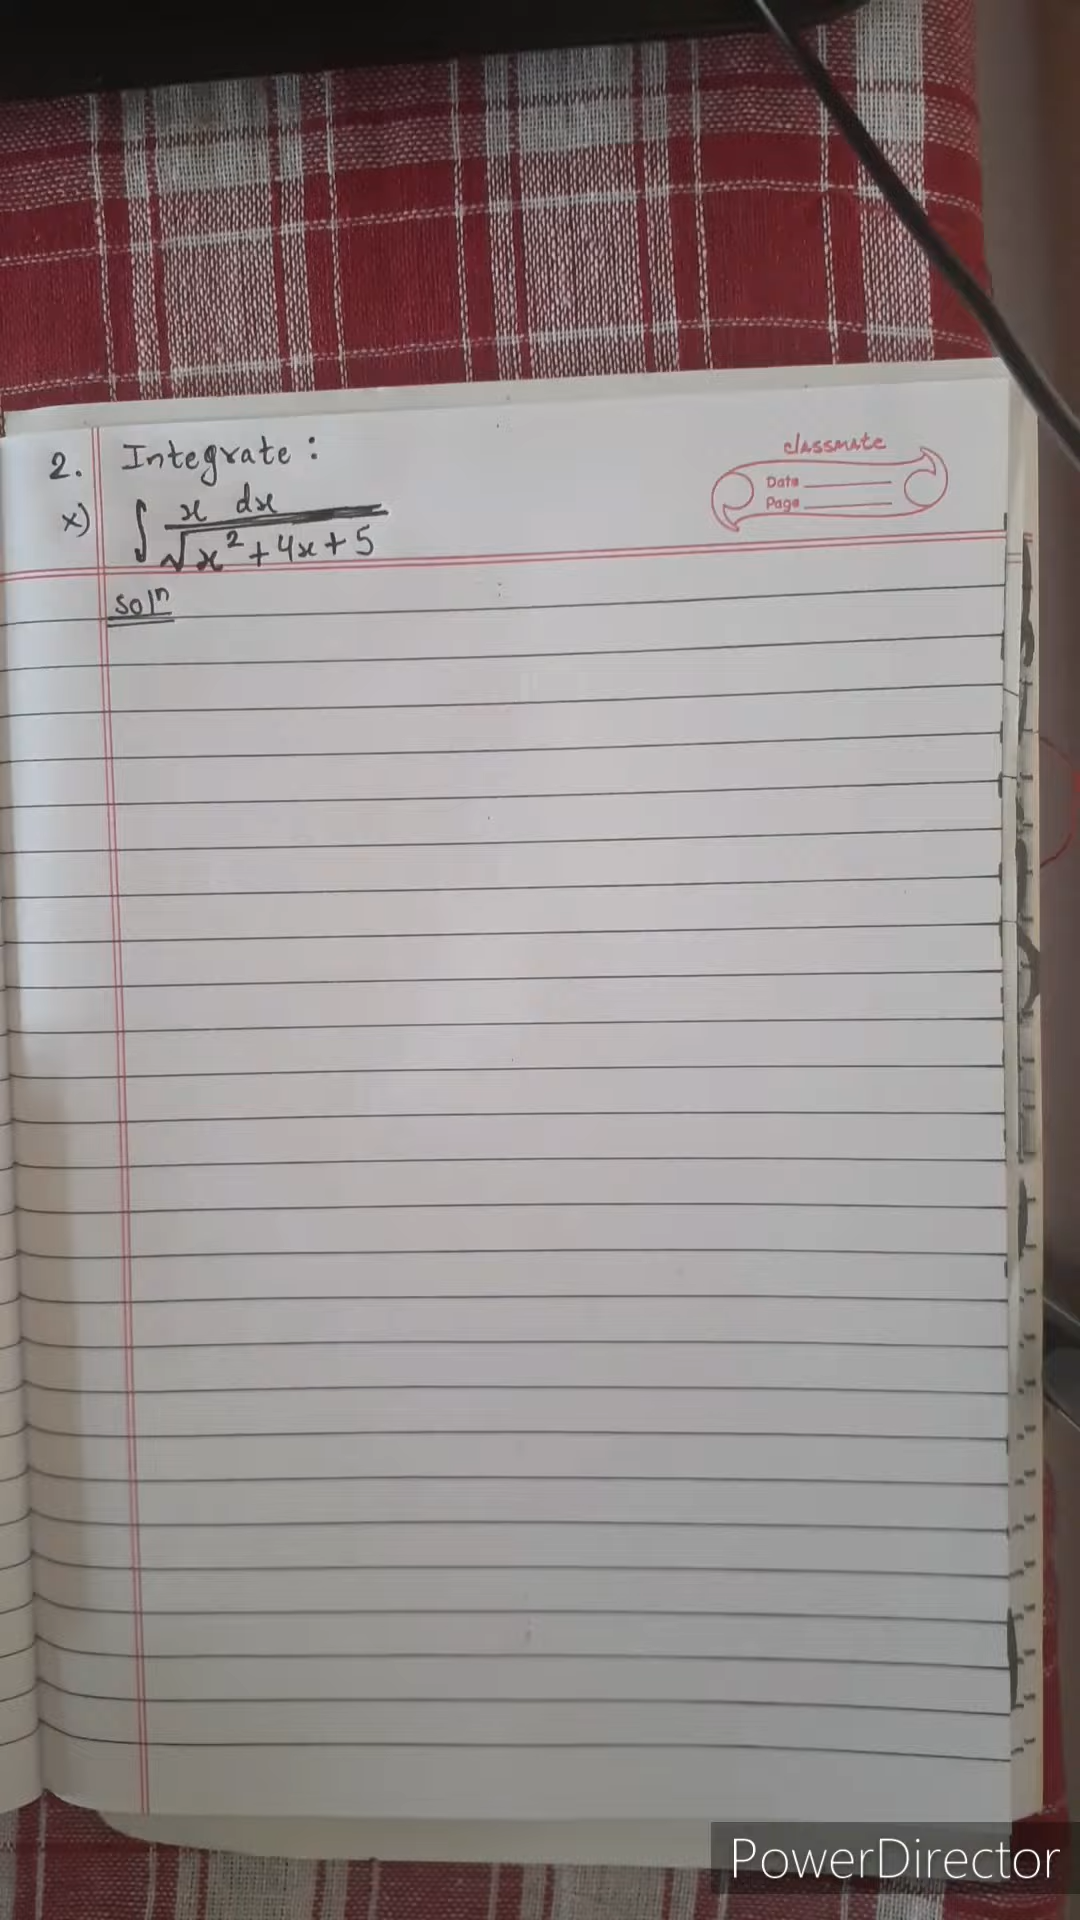 2. Integrate :
x) ∫ x dx / √x² + 4x + 5
classmate
Date
Page
Solⁿ
PowerDirector